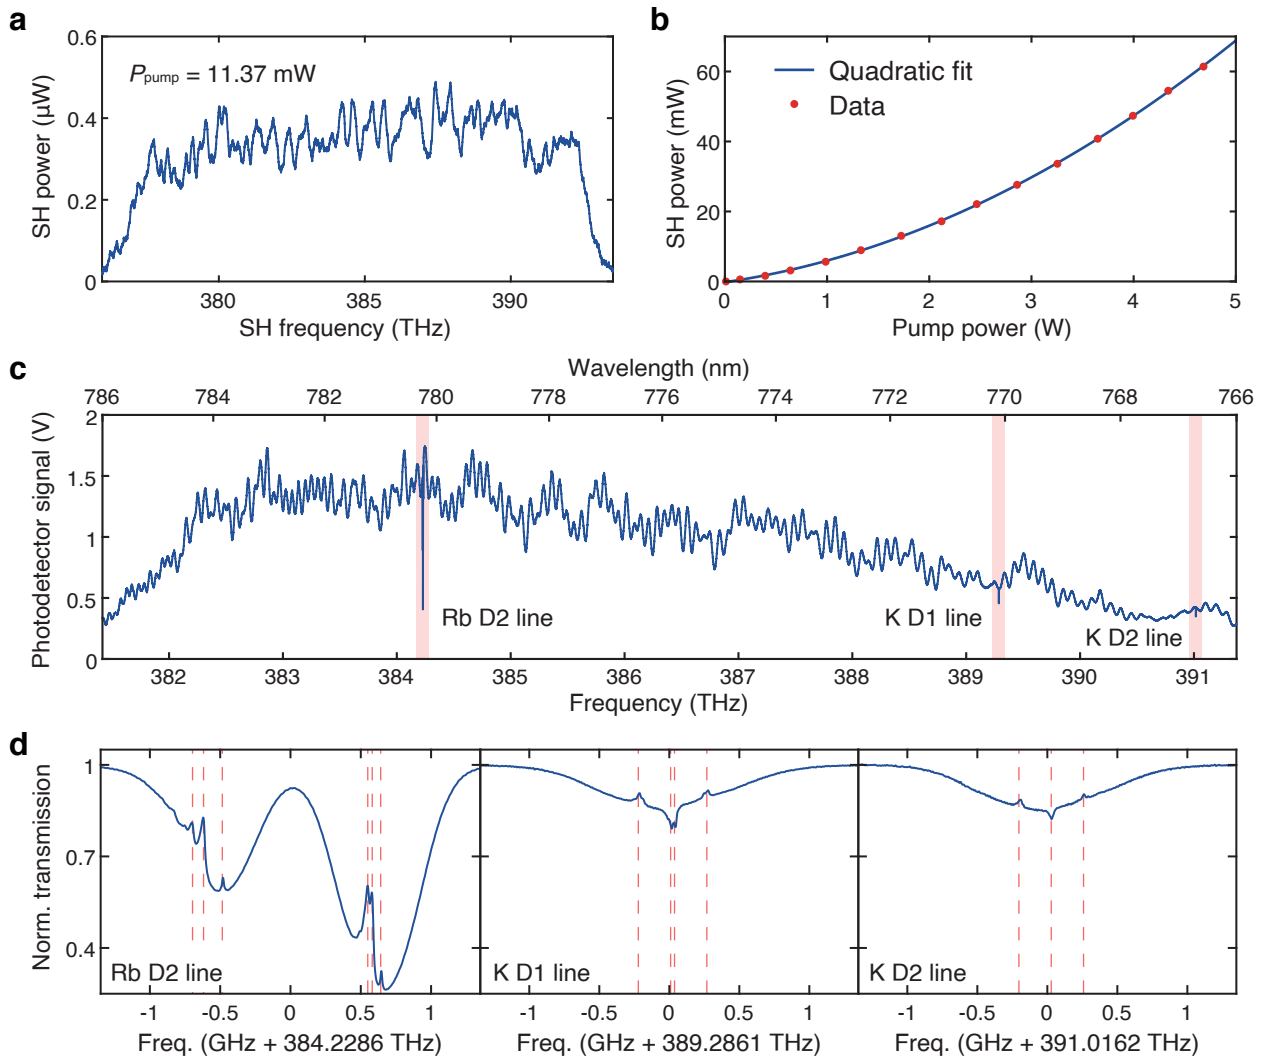 a
0.6
0.4
0.2
0
SH power (µW)
Ppump = 11.37 mW
380
385
390
SH frequency (THz)
b
60
40
20
0
SH power (mW)
Quadratic fit
Data
0
1
2
3
4
5
Pump power (W)
c
Wavelength (nm)
786
784
783
782
780
779
778
776
774
772
770
768
766
2
1.5
1
0.5
0
Photodetector signal (V)
Rb D2 line
K D1 line
K D2 line
382
383
384
385
386
387
388
389
390
391
Frequency (THz)
d
1
0.7
0.4
Norm. transmission
Rb D2 line
K D1 line
K D2 line
-1
-0.5
0
0.5
1
-1
-0.5
0
0.5
1
-1
-0.5
0
0.5
1
Freq. (GHz + 384.2286 THz)
Freq. (GHz + 389.2861 THz)
Freq. (GHz + 391.0162 THz)